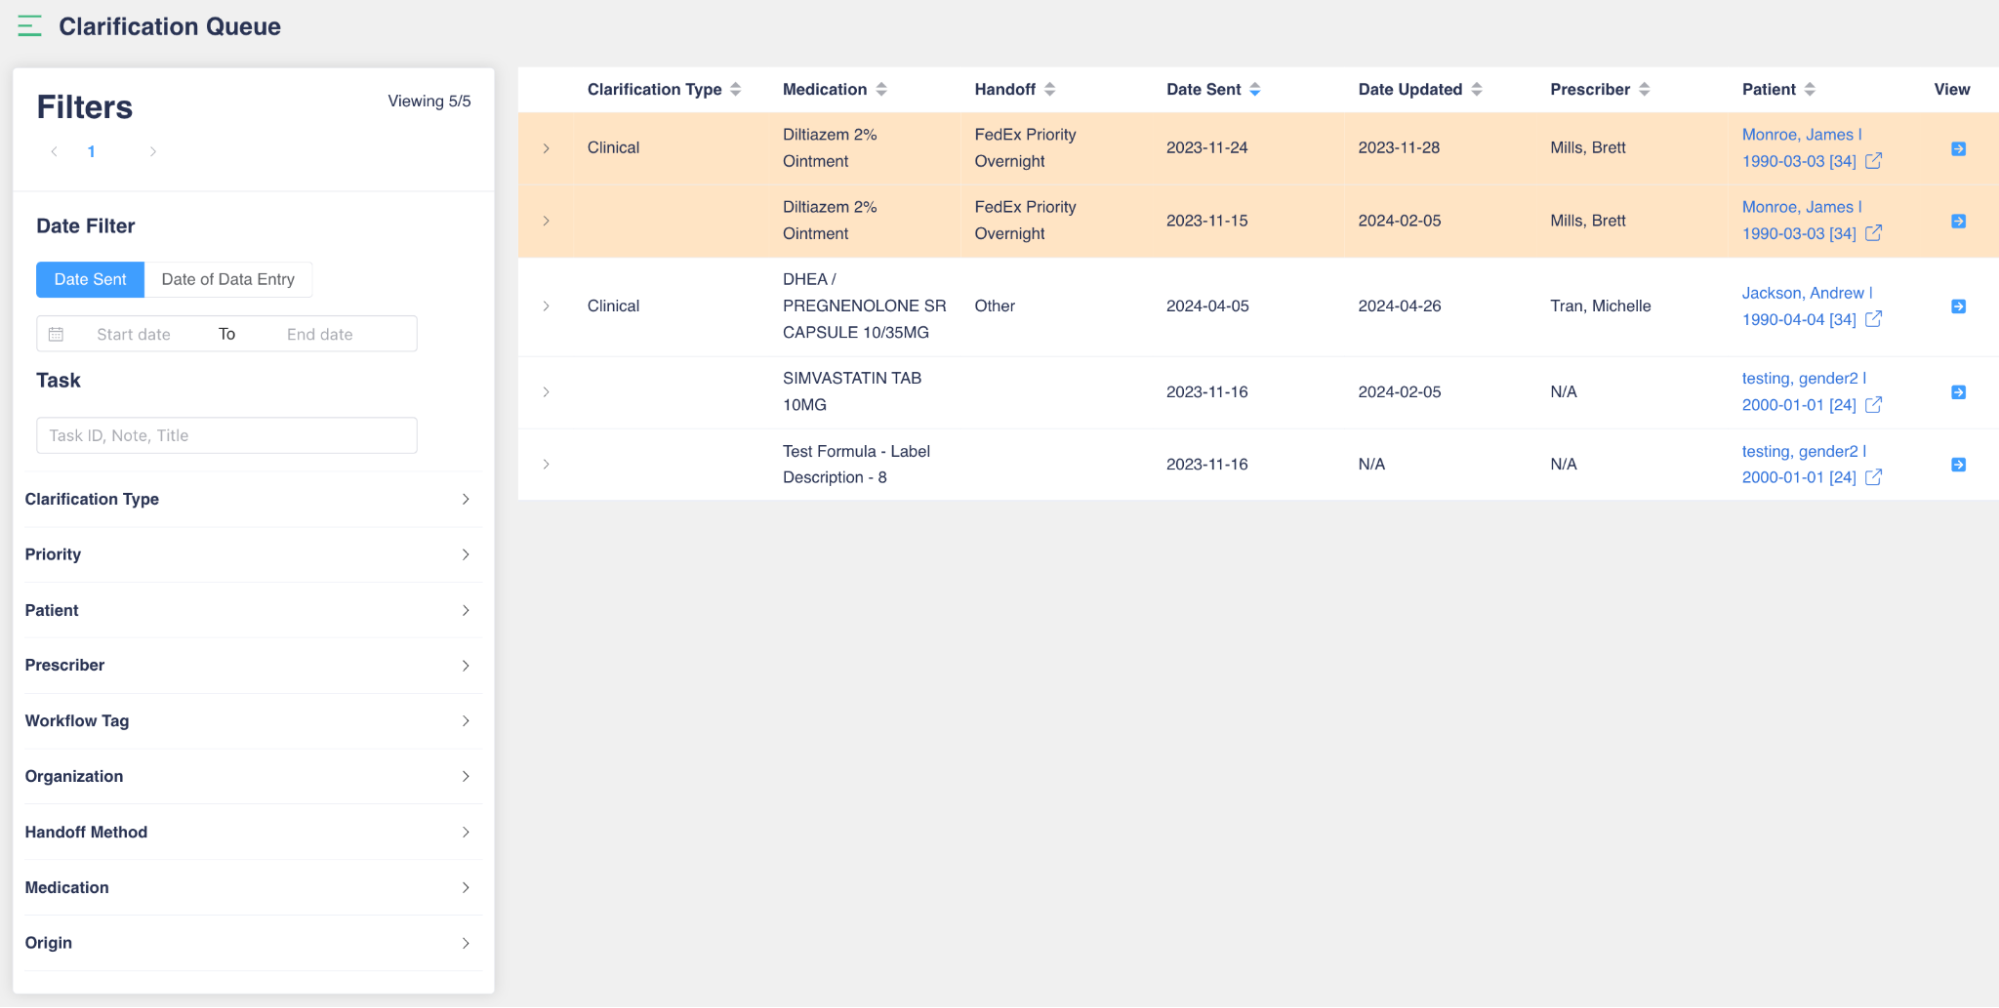 Clarification Queue
Filters
Viewing 5/5
1
Date Filter
Date Sent
Date of Data Entry
Start date To End date
Task
Task ID, Note, Title
Clarification Type
Priority
Patient
Prescriber
Workflow Tag
Organization
Handoff Method
Medication
Origin
Clarification Type Medication Handoff Date Sent Date Updated Prescriber Patient View
Clinical
Diltiazem 2%
Ointment
FedEx Priority
Overnight
2023-11-24
2023-11-28
Mills, Brett
Monroe, James |
1990-03-03 [34]
Diltiazem 2%
Ointment
FedEx Priority
Overnight
2023-11-15
2024-02-05
Mills, Brett
Monroe, James |
1990-03-03 [34]
Clinical
DHEA /
PREGNENOLONE SR
CAPSULE 10/35MG
Other
2024-04-05
2024-04-26
Tran, Michelle
Jackson, Andrew |
1990-04-04 [34]
SIMVASTATIN TAB
10MG
2023-11-16
2024-02-05
N/A
testing, gender2 |
2000-01-01 [24]
Test Formula - Label
Description - 8
2023-11-16
N/A
N/A
testing, gender2 |
2000-01-01 [24]